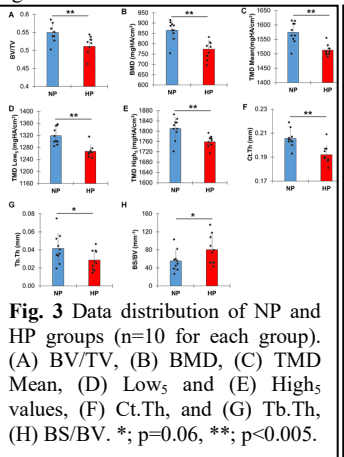 A
**
BV/TV
0.6
0.55
0.5
0.45
0.4
NP HP
B
**
BMD (mgHA/cm³)
950
900
850
800
750
700
650
600
NP HP
C
**
TMD Mean(mgHA/cm³)
1650
1600
1550
1500
1450
1400
NP HP
D
**
TMD Low₅ (mgHA/cm³)
1400
1360
1320
1280
1240
1200
1160
NP HP
E
**
TMD High₅ (mgHA/cm³)
1880
1840
1800
1760
1720
1680
1640
1600
NP HP
F
**
Ct.Th (mm)
0.23
0.21
0.19
0.17
NP HP
G
*
Tb.Th (mm)
0.08
0.06
0.04
0.02
0.00
NP HP
H
*
BS/BV (mm⁻¹)
160
120
80
40
0
NP HP
Fig. 3 Data distribution of NP and
HP groups (n=10 for each group).
(A) BV/TV, (B) BMD, (C) TMD
Mean, (D) Low₅ and (E) High₅
values, (F) Ct.Th, and (G) Tb.Th,
(H) BS/BV. *; p=0.06, **; p<0.005.